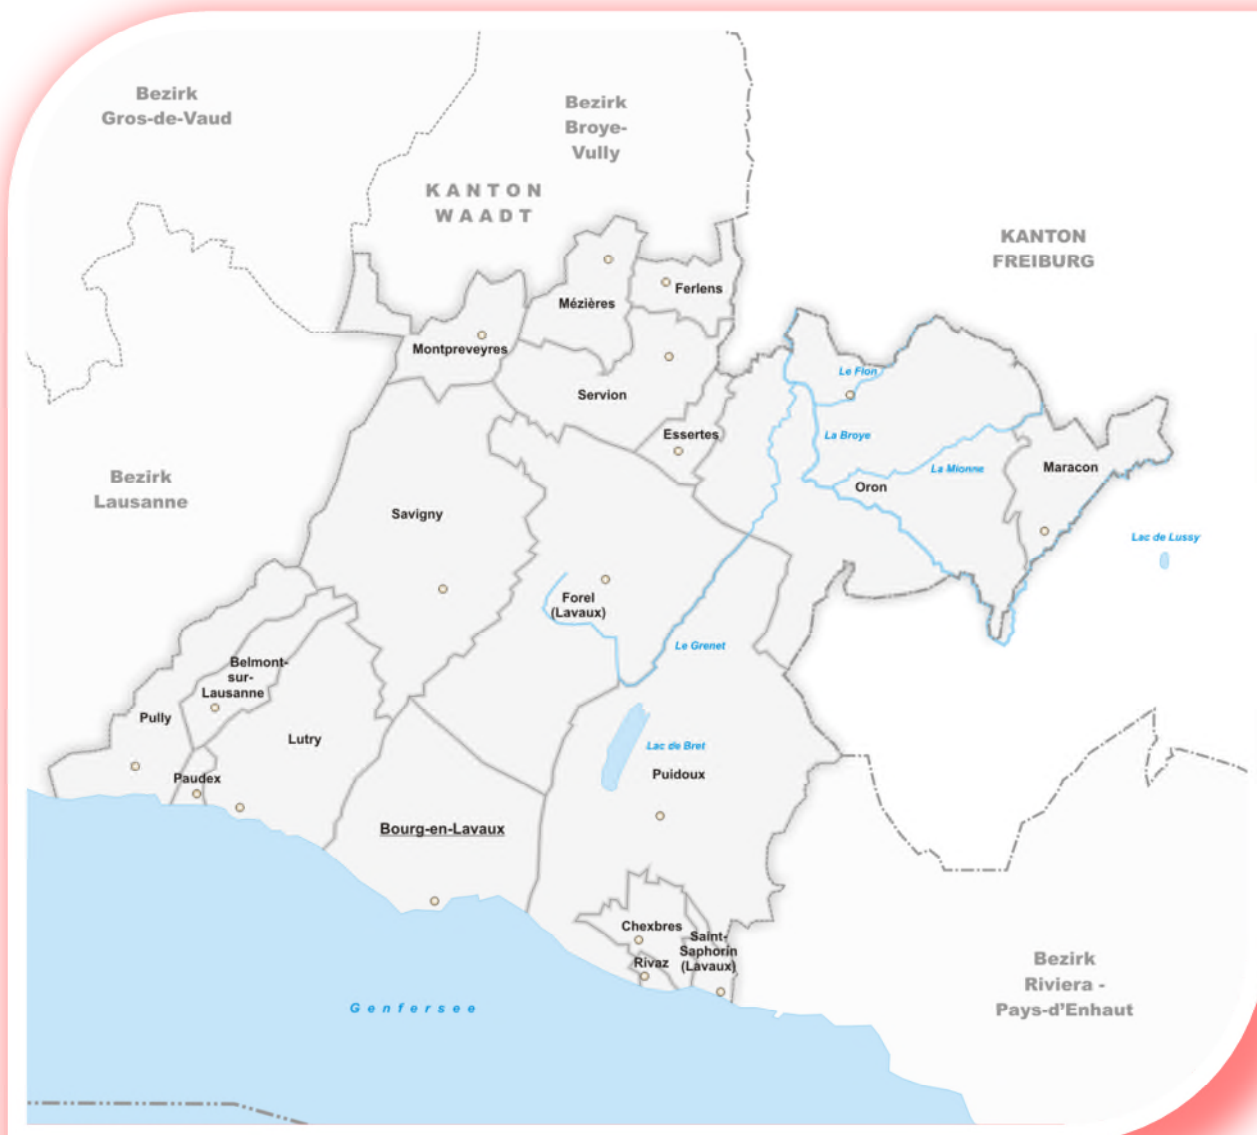 Bezirk
Gros-de-Vaud
Bezirk
Broye-
Vully
KANTON
WAADT
KANTON
FREIBURG
Mézières
Ferlens
Montpreveyres
Servion
Le Flon
Essertes
La Broye
La Mionne
Maracon
Oron
Bezirk
Lausanne
Savigny
Lac de Lussy
Forel
(Lavaux)
Le Grenet
Belmont-
sur-
Lausanne
Pully
Lutry
Lac de Bret
Puidoux
Paudex
Bourg-en-Lavaux
Chexbres
Saint-
Saphorin
(Lavaux)
Rivaz
Bezirk
Riviera -
Pays-d'Enhaut
Genfersee